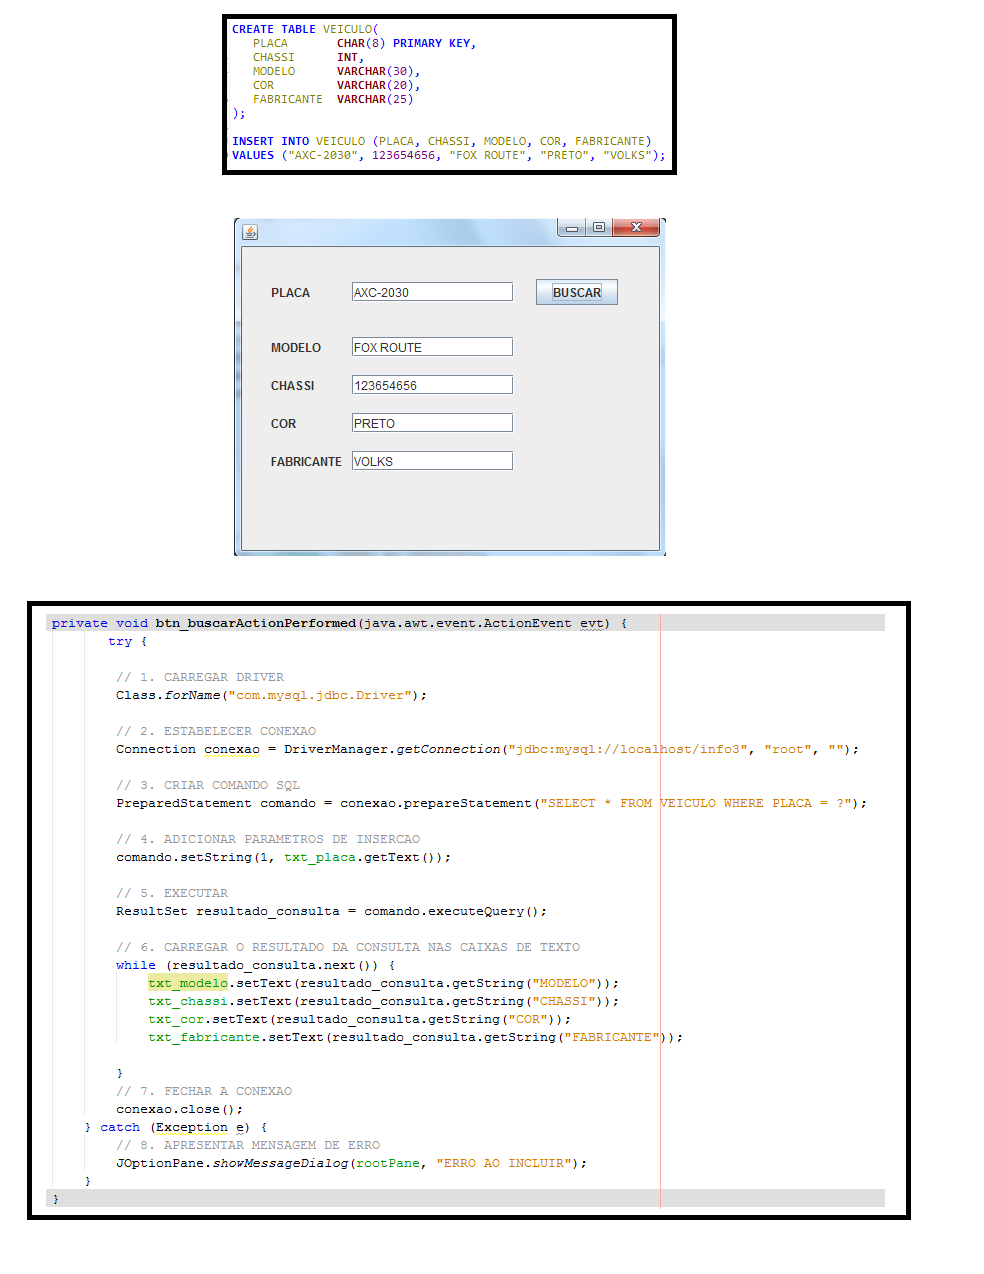 CREATE TABLE VEICULO(
PLACA CHAR(8) PRIMARY KEY,
CHASSI INT,
MODELO VARCHAR(30),
COR VARCHAR(20),
FABRICANTE VARCHAR(25)
);
INSERT INTO VEICULO (PLACA, CHASSI, MODELO, COR, FABRICANTE)
VALUES ("AXC-2030", 123654656, "FOX ROUTE", "PRETO", "VOLKS");
PLACA AXC-2030 BUSCAR
MODELO FOX ROUTE
CHASSI 123654656
COR PRETO
FABRICANTE VOLKS
private void btn_buscarActionPerformed(java.awt.event.ActionEvent evt) {
try {
// 1. CARREGAR DRIVER
Class.forName("com.mysql.jdbc.Driver");
// 2. ESTABELECER CONEXAO
Connection conexao = DriverManager.getConnection("jdbc:mysql://localhost/info3", "root", "");
// 3. CRIAR COMANDO SQL
PreparedStatement comando = conexao.prepareStatement("SELECT * FROM VEICULO WHERE PLACA = ?");
// 4. ADICIONAR PARAMETROS DE INSERCAO
comando.setString(1, txt_placa.getText());
// 5. EXECUTAR
ResultSet resultado_consulta = comando.executeQuery();
// 6. CARREGAR O RESULTADO DA CONSULTA NAS CAIXAS DE TEXTO
while (resultado_consulta.next()) {
txt_modelo.setText(resultado_consulta.getString("MODELO"));
txt_chassi.setText(resultado_consulta.getString("CHASSI"));
txt_cor.setText(resultado_consulta.getString("COR"));
txt_fabricante.setText(resultado_consulta.getString("FABRICANTE"));
}
// 7. FECHAR A CONEXAO
conexao.close();
} catch (Exception e) {
// 8. APRESENTAR MENSAGEM DE ERRO
JOptionPane.showMessageDialog(rootPane, "ERRO AO INCLUIR");
}
}